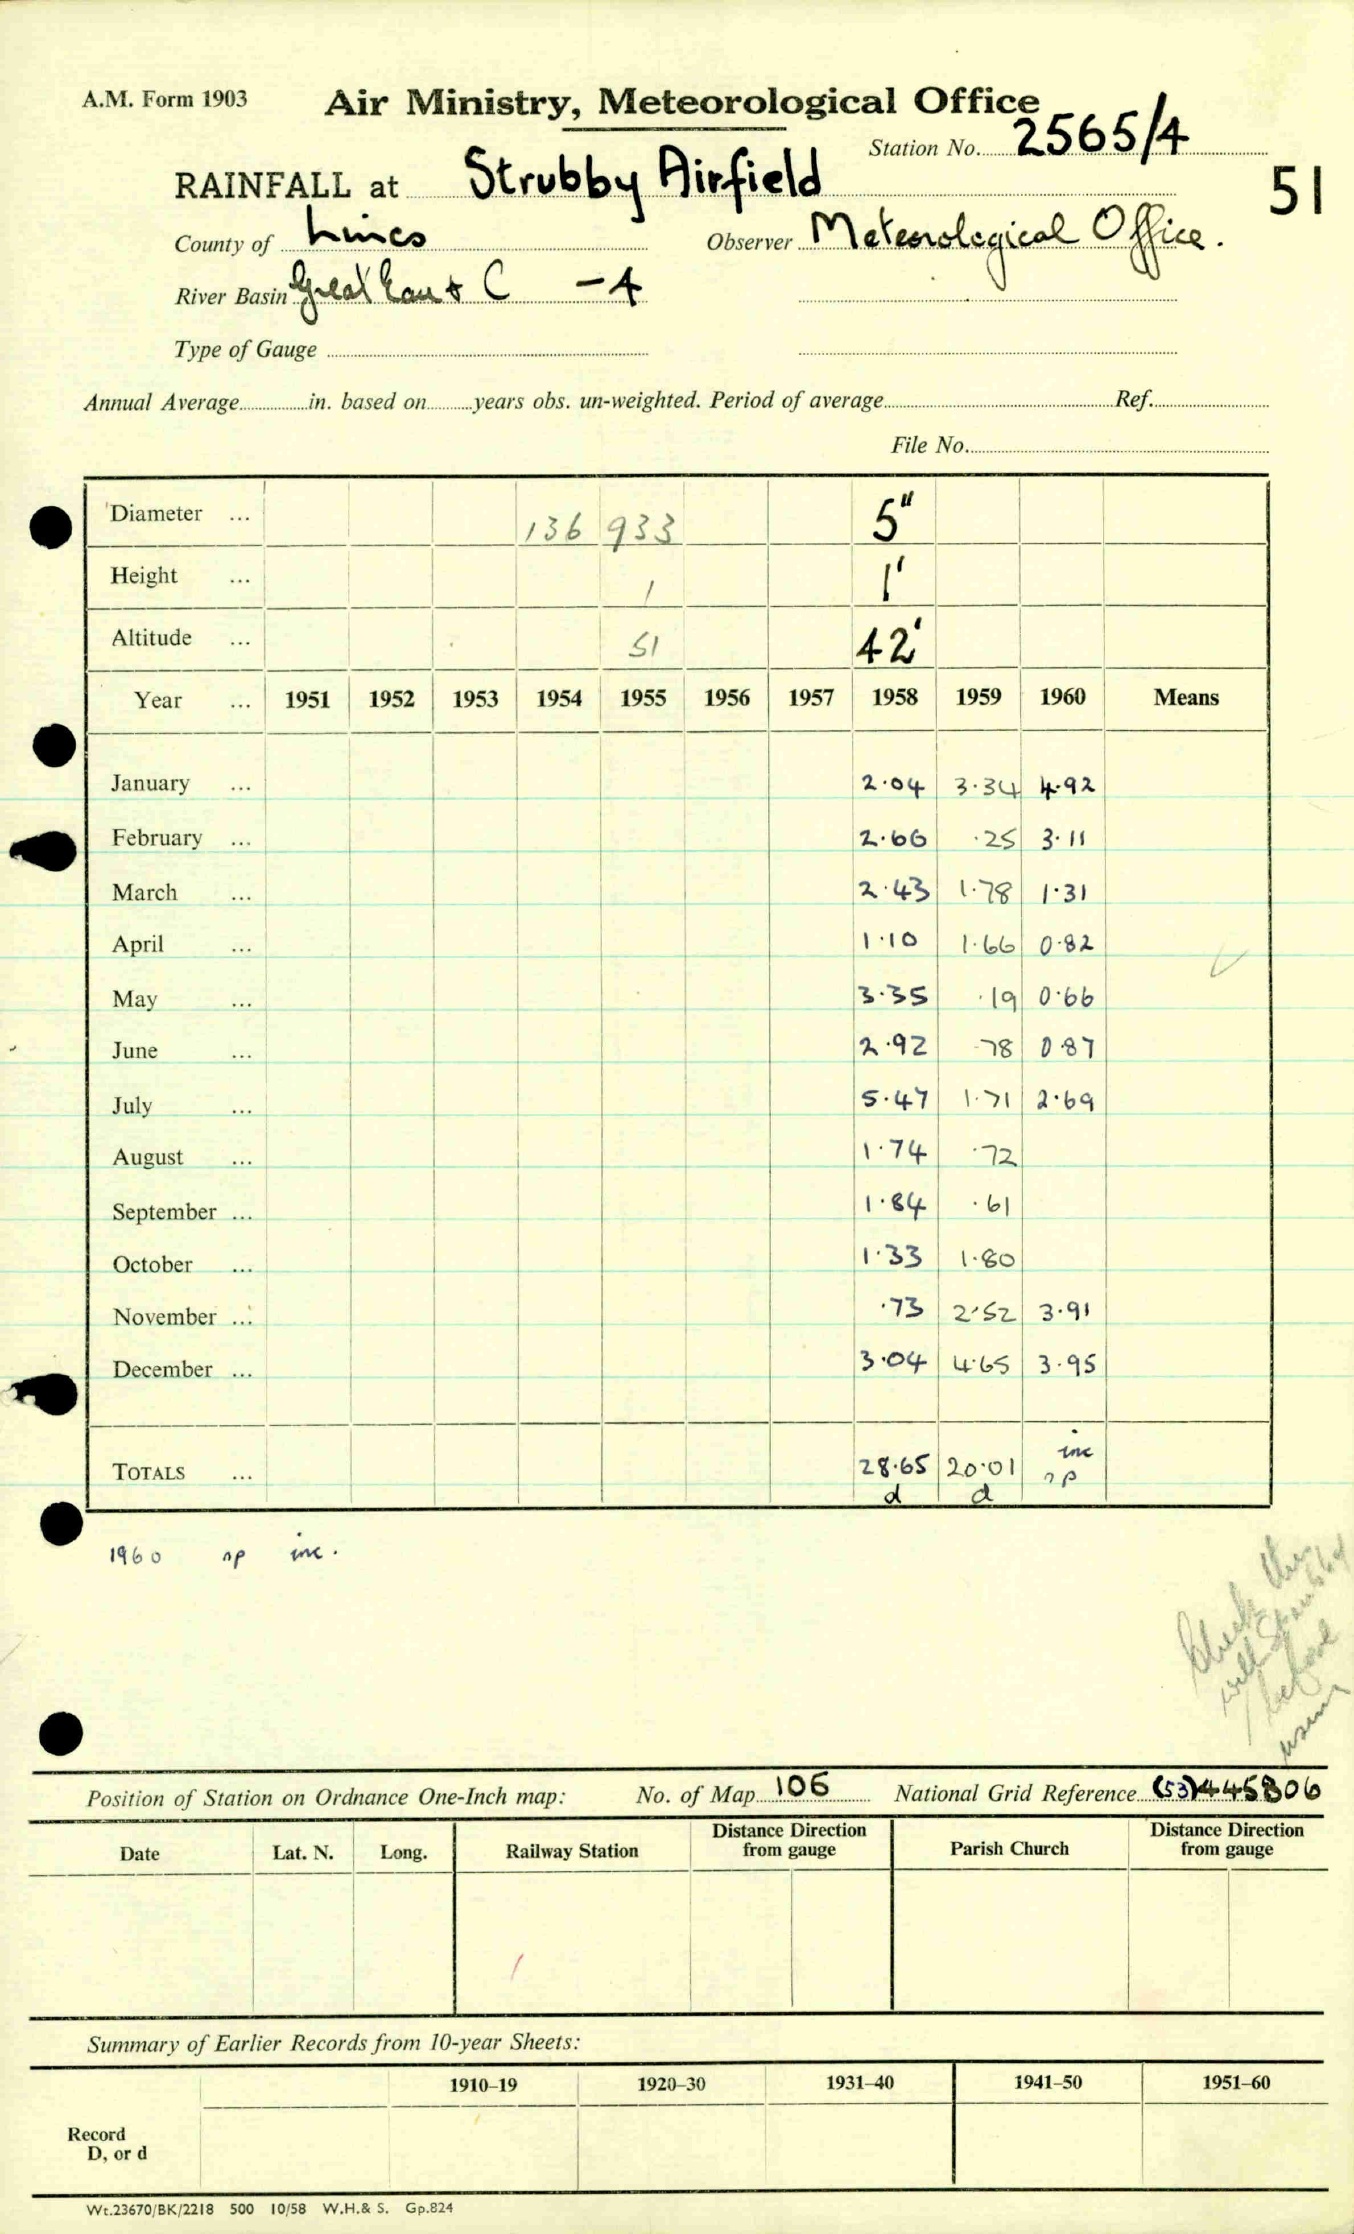 A.M. Form 1903
Air Ministry, Meteorological Office
Station No. 2565/4
51
RAINFALL at Strubby Airfield
County of Lincs Observer Meteorological Office.
River Basin Great Eau & C -4
Type of Gauge
Annual Average in. based on years obs. un-weighted. Period of average Ref.
File No.
Diameter ... 136 933 5"
Height ... 1 1'
Altitude ... 51 42'
Year ... 1951 1952 1953 1954 1955 1956 1957 1958 1959 1960 Means
January ... 2.04 3.34 4.92
February ... 2.66 .25 3.11
March ... 2.43 1.78 1.31
April ... 1.10 1.66 0.82
May ... 3.35 .19 0.66
June ... 2.92 .78 0.87
July ... 5.47 1.71 2.69
August ... 1.74 .72
September ... 1.84 .61
October ... 1.33 1.80
November ... .73 2.52 3.91
December ... 3.04 4.65 3.95
TOTALS ... 28.65 20.01 inc
d d np
1960 np inc.
Check this
will
before
using
Position of Station on Ordnance One-Inch map: No. of Map 106 National Grid Reference (53)445806
Date Lat. N. Long. Railway Station Distance Direction from gauge Parish Church Distance Direction from gauge
Summary of Earlier Records from 10-year Sheets:
1910–19 1920–30 1931–40 1941–50 1951–60
Record
D, or d
Wt.23670/BK/2218 500 10/58 W.H.& S. Gp.824